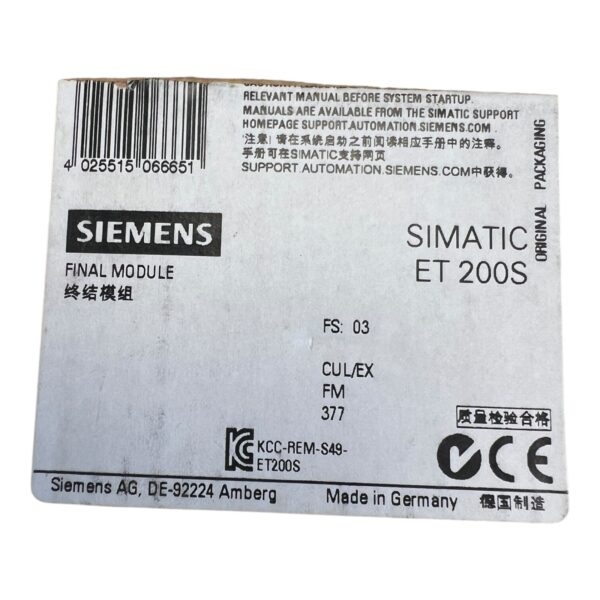 RELEVANT MANUAL BEFORE SYSTEM STARTUP.
MANUALS ARE AVAILABLE FROM THE SIMATIC SUPPORT
HOMEPAGE SUPPORT.AUTOMATION.SIEMENS.COM
注意) 请在系统启动之前阅读相应手册中的注释。
手册可在SIMATIC支持网页
SUPPORT.AUTOMATION.SIEMENS.COM中获得。
4 025515 066651
ORIGINAL PACKAGING
SIEMENS
SIMATIC
ET 200S
FINAL MODULE
终结模组
FS: 03
CUL/EX
FM
377
质量检验合格
KCC-REM-S49-
ET200S
CE
Siemens AG, DE-92224 Amberg
Made in Germany
德国制造